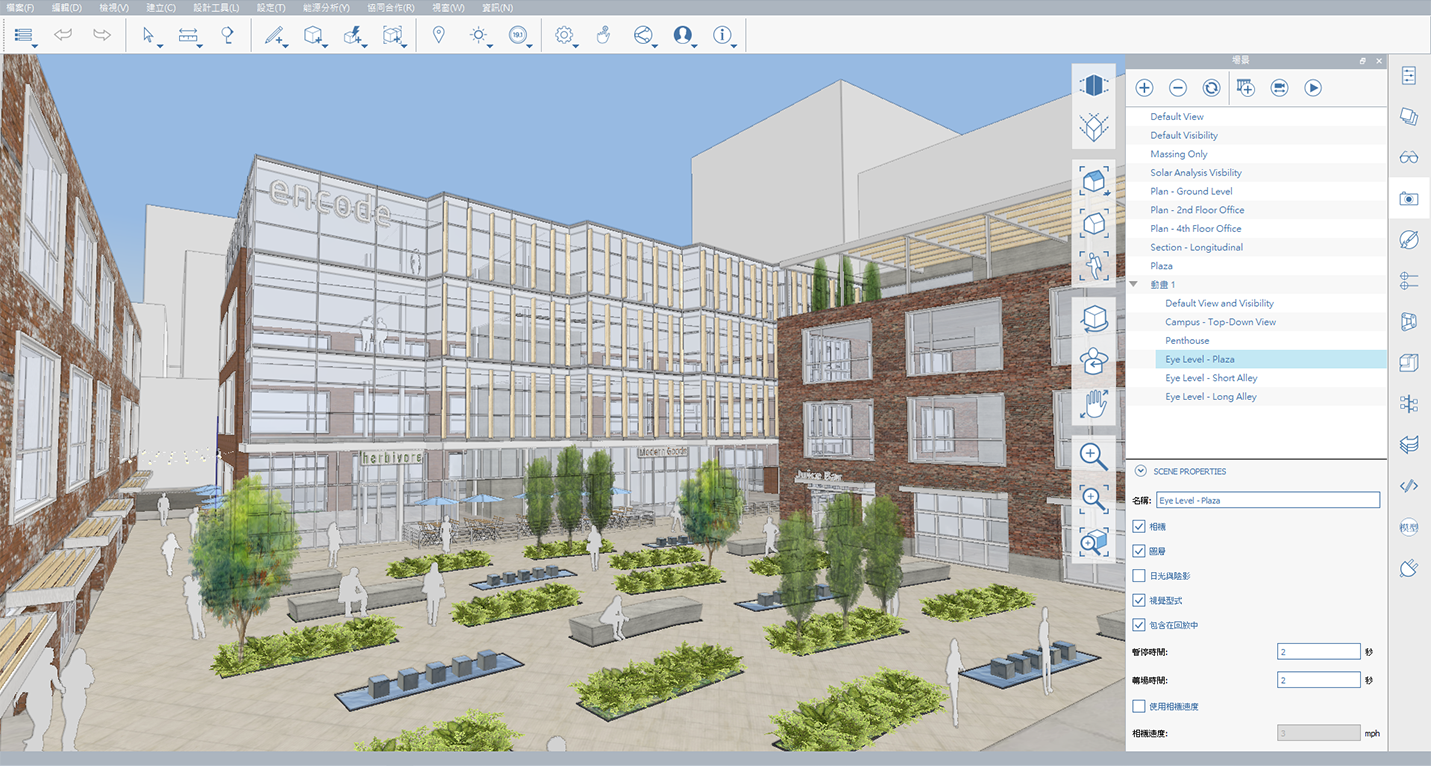 檔案(F) 編輯(D) 檢視(V) 建立(C) 設計工具(L) 設定(T) 能源分析(Y) 協同合作(R) 視窗(W) 資訊(N)
191
場景
Default View
Default Visibility
Massing Only
Solar Analysis Visbility
Plan - Ground Level
Plan - 2nd Floor Office
Plan - 4th Floor Office
Section - Longitudinal
Plaza
動畫 1
Default View and Visibility
Campus - Top-Down View
Penthouse
Eye Level - Plaza
Eye Level - Short Alley
Eye Level - Long Alley
SCENE PROPERTIES
名稱: Eye Level - Plaza
相機
圖層
日光與陰影
視覺型式
包含在回放中
暫停時間: 2 秒
轉場時間: 2 秒
使用相機速度
相機速度: 3 mph
模型
encode
herbivore
Modern Goods
Juice Bar